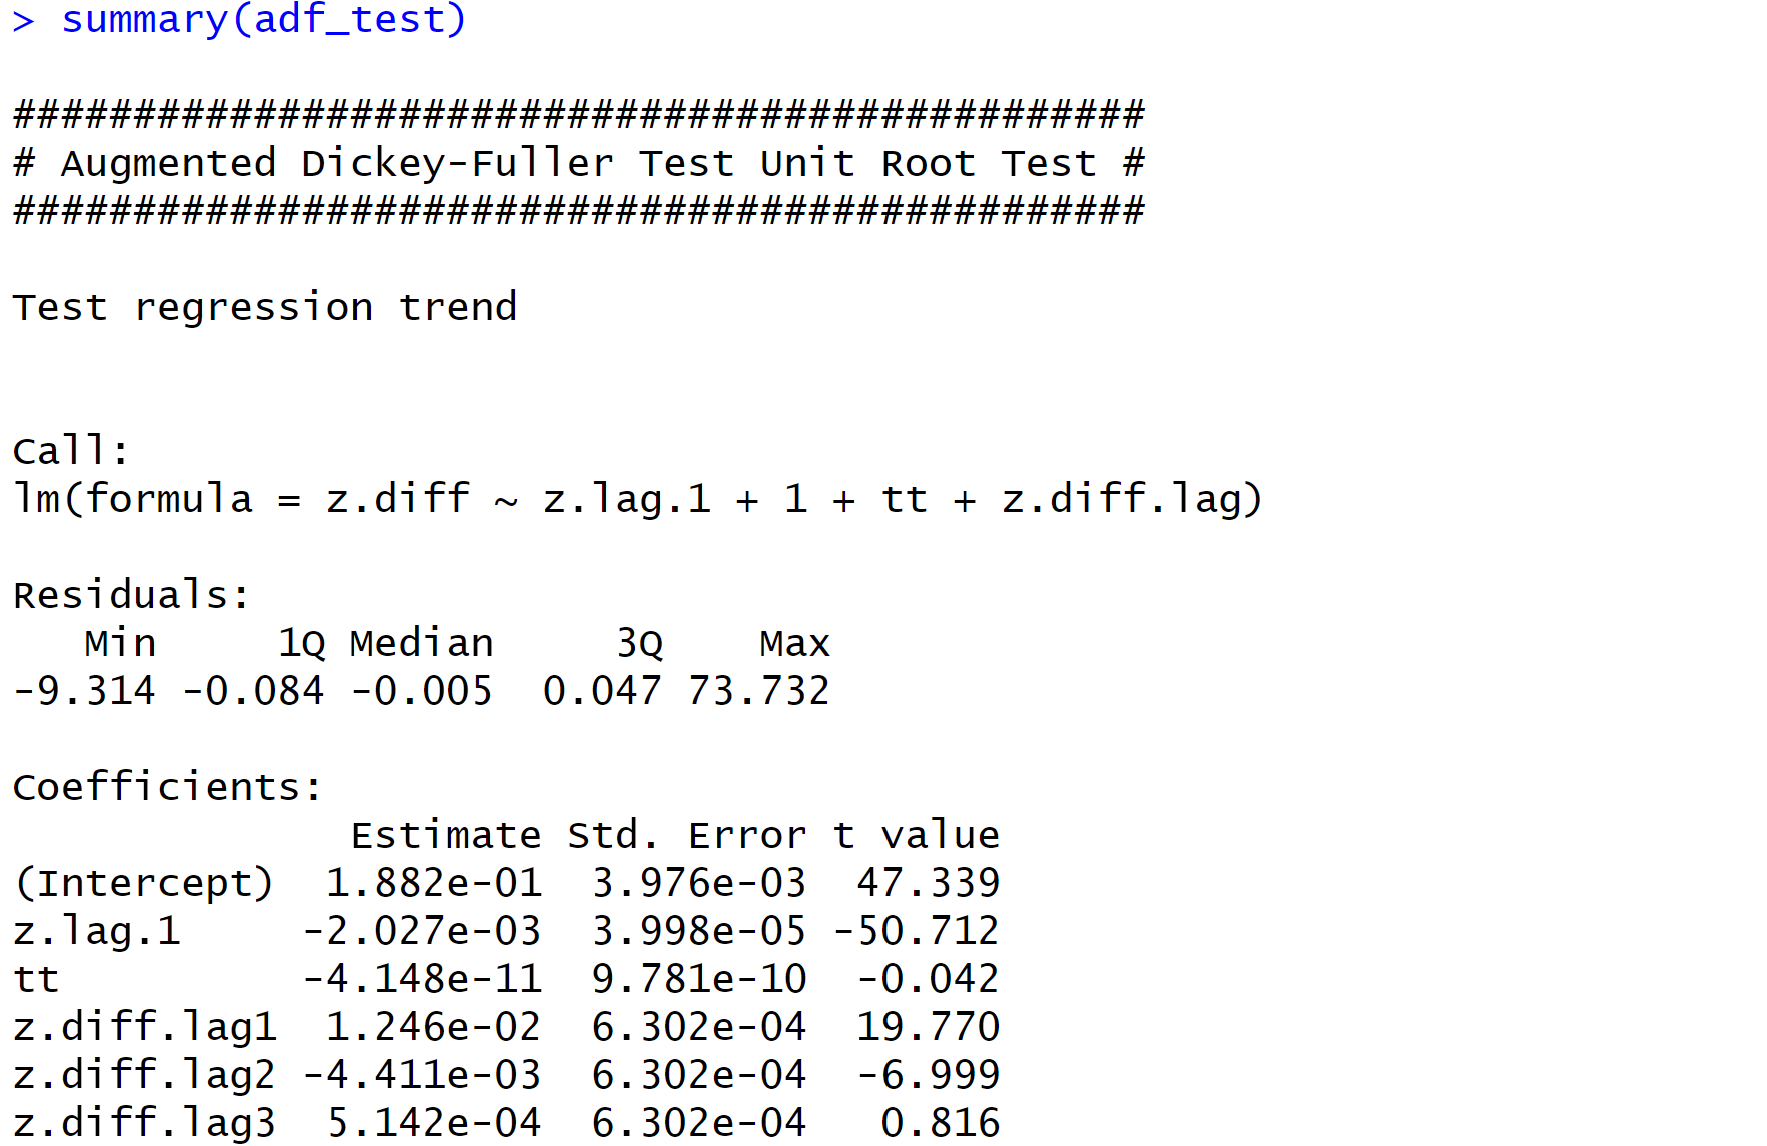 > summary(adf_test)
###############################################
# Augmented Dickey-Fuller Test Unit Root Test #
###############################################
Test regression trend
Call:
lm(formula = z.diff ~ z.lag.1 + 1 + tt + z.diff.lag)
Residuals:
   Min     1Q Median     3Q    Max
-9.314 -0.084 -0.005  0.047 73.732
Coefficients:
              Estimate Std. Error t value
(Intercept)  1.882e-01  3.976e-03  47.339
z.lag.1     -2.027e-03  3.998e-05 -50.712
tt          -4.148e-11  9.781e-10  -0.042
z.diff.lag1  1.246e-02  6.302e-04  19.770
z.diff.lag2 -4.411e-03  6.302e-04  -6.999
z.diff.lag3  5.142e-04  6.302e-04   0.816